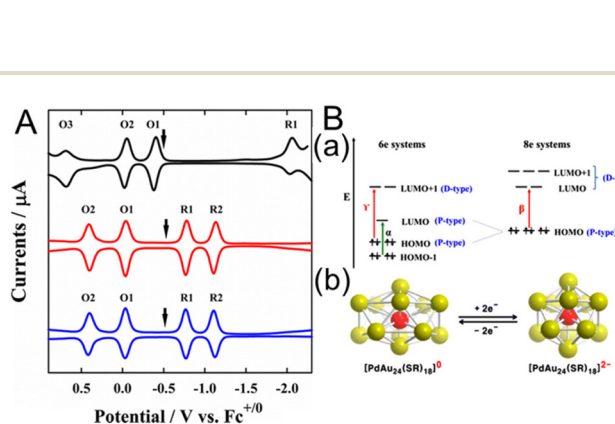 A
O3 O2 O1 R1
O2 O1 R1 R2
O2 O1 R1 R2
Currents / μA
0.5 0.0 -0.5 -1.0 -1.5 -2.0
Potential / V vs. Fc+/0
B
(a)
6e systems 8e systems
E
LUMO+1 (D-type)
LUMO (P-type)
HOMO (P-type)
HOMO-1
γ
α
LUMO+1
LUMO
(D-
β
HOMO (P-type)
(b)
+ 2e−
− 2e−
[PdAu24(SR)18]0
[PdAu24(SR)18]2-